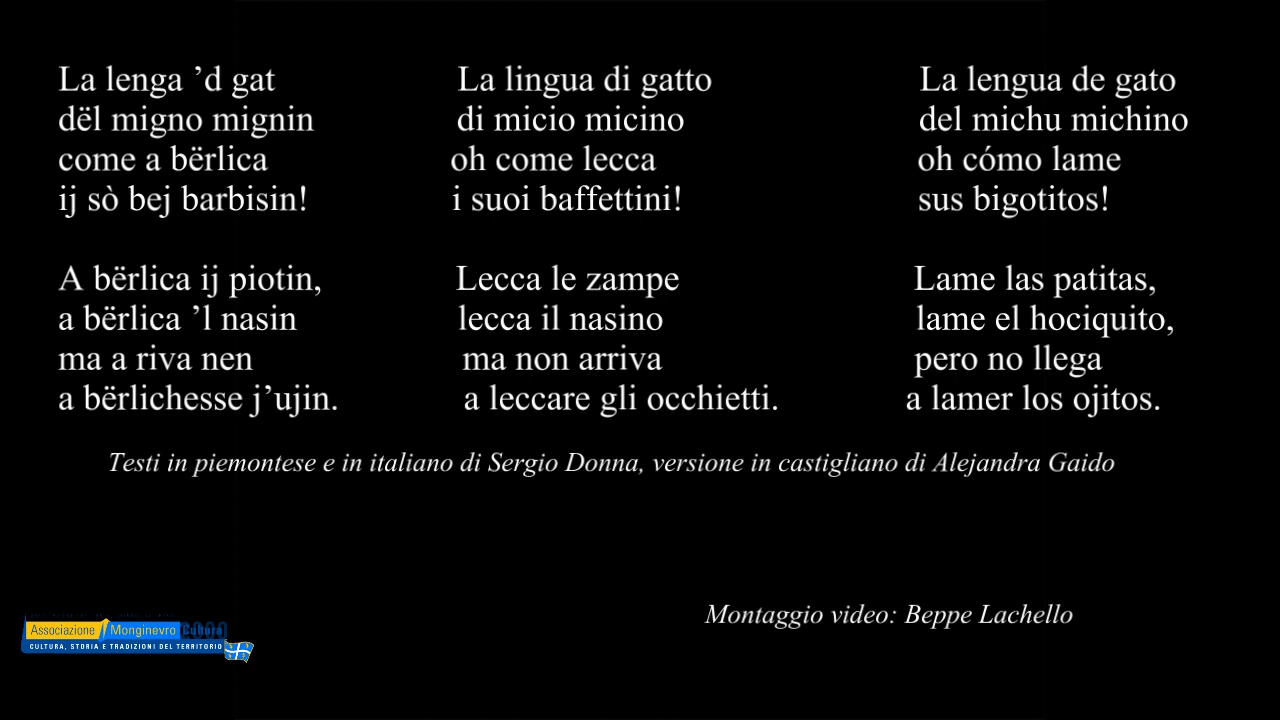 La lenga ’d gat
dël migno mignin
come a bërlica
ij sò bej barbisin!
A bërlica ij piotin,
a bërlica ’l nasin
ma a riva nen
a bërlichesse j’ujin.
La lingua di gatto
di micio micino
oh come lecca
i suoi baffettini!
Lecca le zampe
lecca il nasino
ma non arriva
a leccare gli occhietti.
La lengua de gato
del michu michino
oh cómo lame
sus bigotitos!
Lame las patitas,
lame el hociquito,
pero no llega
a lamer los ojitos.
Testi in piemontese e in italiano di Sergio Donna, versione in castigliano di Alejandra Gaido
Montaggio video: Beppe Lachello
Associazione Monginevro Cultura
CULTURA, STORIA E TRADIZIONI DEL TERRITORIO